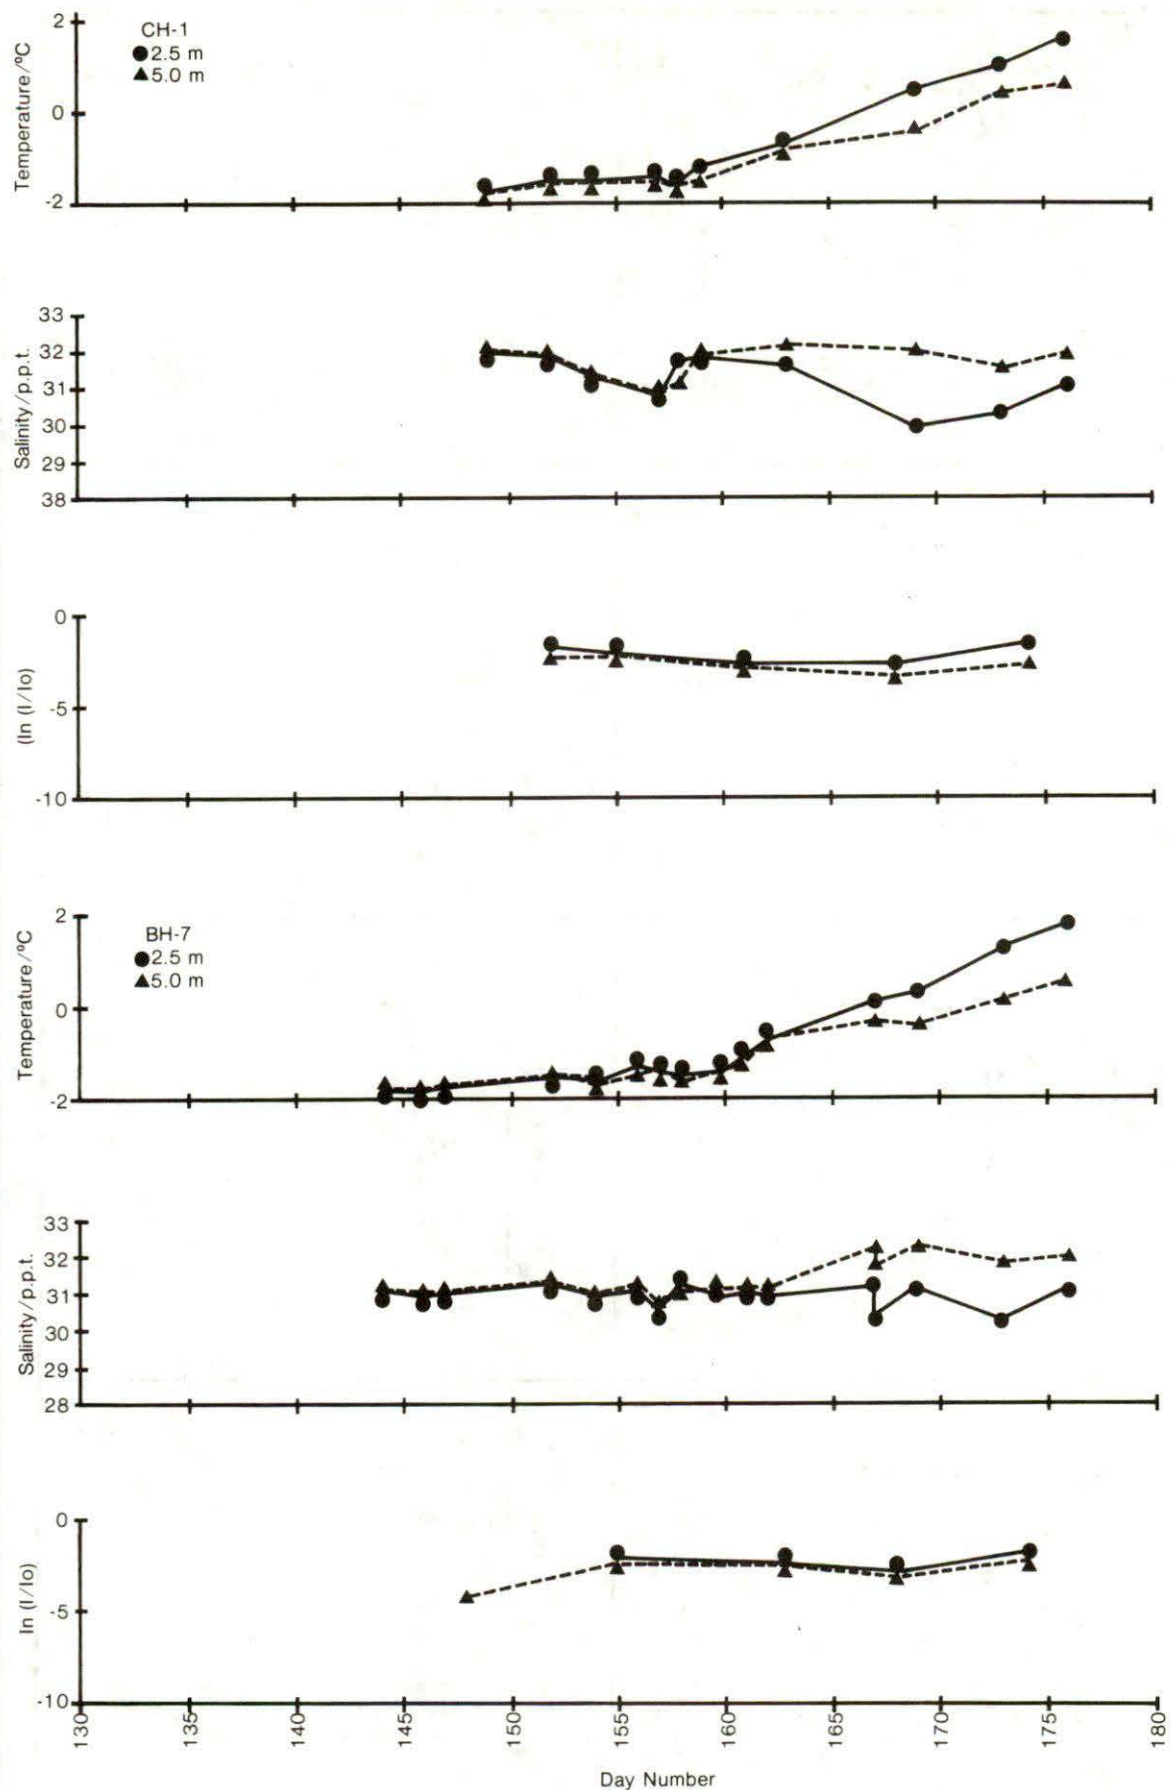 CH-1
●2.5 m
▲5.0 m
Temperature/ºC
2
0
-2
Salinity/p.p.t.
33
32
31
30
29
38
(ln (I/Io)
0
-5
-10
BH-7
●2.5 m
▲5.0 m
Temperature/ºC
2
0
-2
Salinity/p.p.t.
33
32
31
30
29
28
ln (I/Io)
0
-5
-10
130 135 140 145 150 155 160 165 170 175 180
Day Number